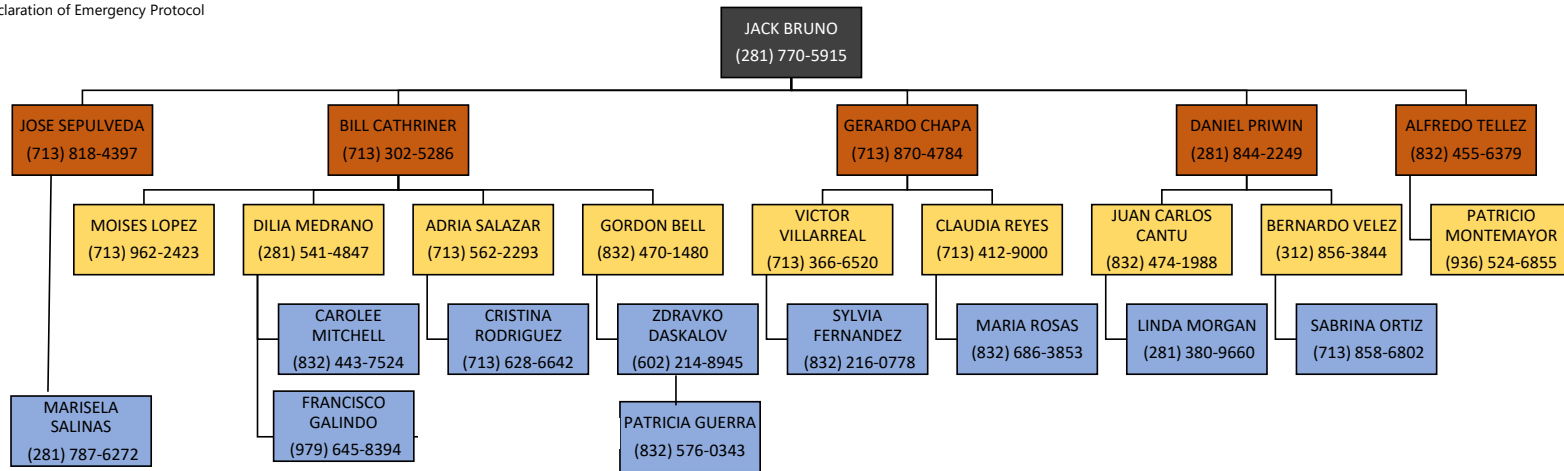 claration of Emergency Protocol
JACK BRUNO
(281) 770-5915
JOSE SEPULVEDA
(713) 818-4397
BILL CATHRINER
(713) 302-5286
GERARDO CHAPA
(713) 870-4784
DANIEL PRIWIN
(281) 844-2249
ALFREDO TELLEZ
(832) 455-6379
MOISES LOPEZ
(713) 962-2423
DILIA MEDRANO
(281) 541-4847
ADRIA SALAZAR
(713) 562-2293
GORDON BELL
(832) 470-1480
VICTOR
VILLARREAL
(713) 366-6520
CLAUDIA REYES
(713) 412-9000
JUAN CARLOS
CANTU
(832) 474-1988
BERNARDO VELEZ
(312) 856-3844
PATRICIO
MONTEMAYOR
(936) 524-6855
CAROLEE
MITCHELL
(832) 443-7524
CRISTINA
RODRIGUEZ
(713) 628-6642
ZDRAVKO
DASKALOV
(602) 214-8945
SYLVIA
FERNANDEZ
(832) 216-0778
MARIA ROSAS
(832) 686-3853
LINDA MORGAN
(281) 380-9660
SABRINA ORTIZ
(713) 858-6802
MARISELA
SALINAS
(281) 787-6272
FRANCISCO
GALINDO
(979) 645-8394
PATRICIA GUERRA
(832) 576-0343